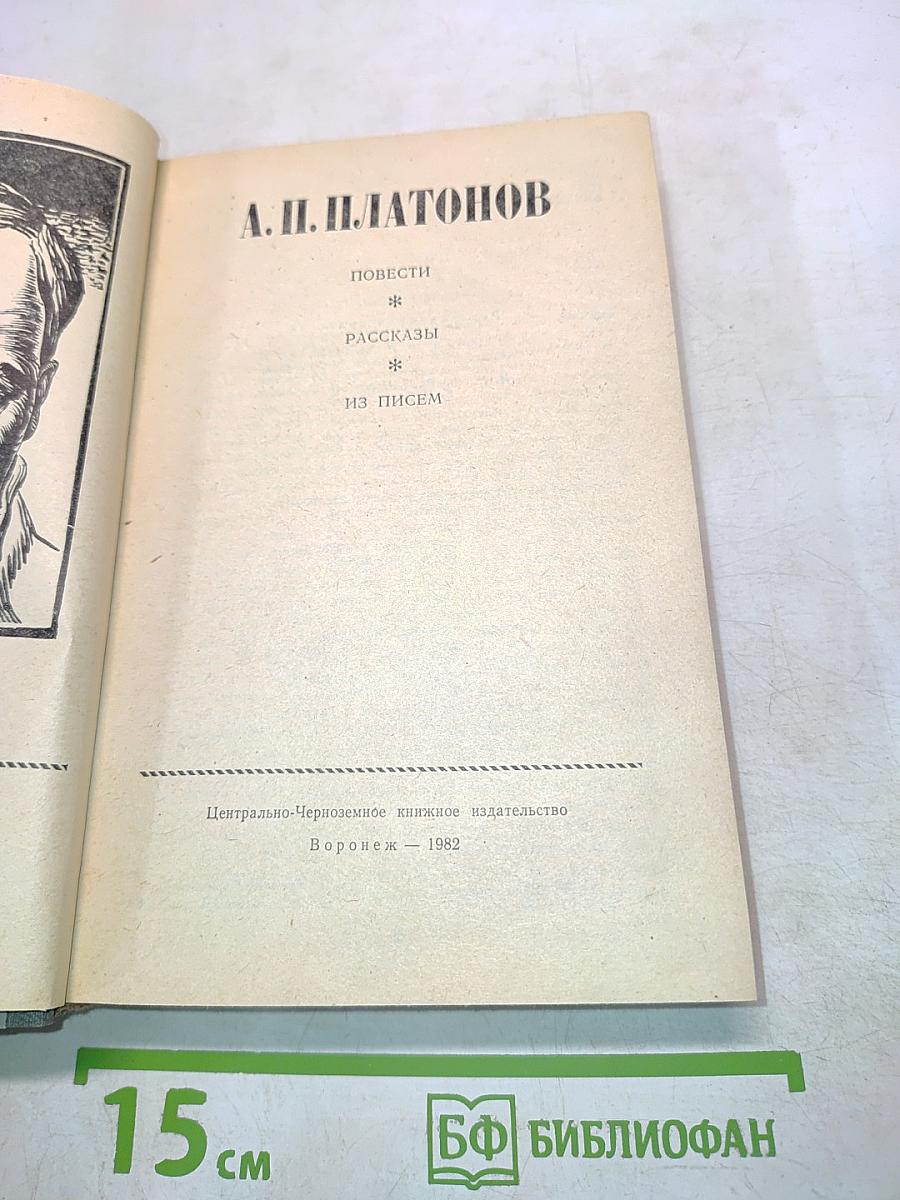 А. П. ПЛАТОНОВ
ПОВЕСТИ
*
РАССКАЗЫ
*
ИЗ ПИСЕМ
Центрально-Черноземное книжное издательство
Воронеж — 1982
15 см
БФ БИБЛИОФАН